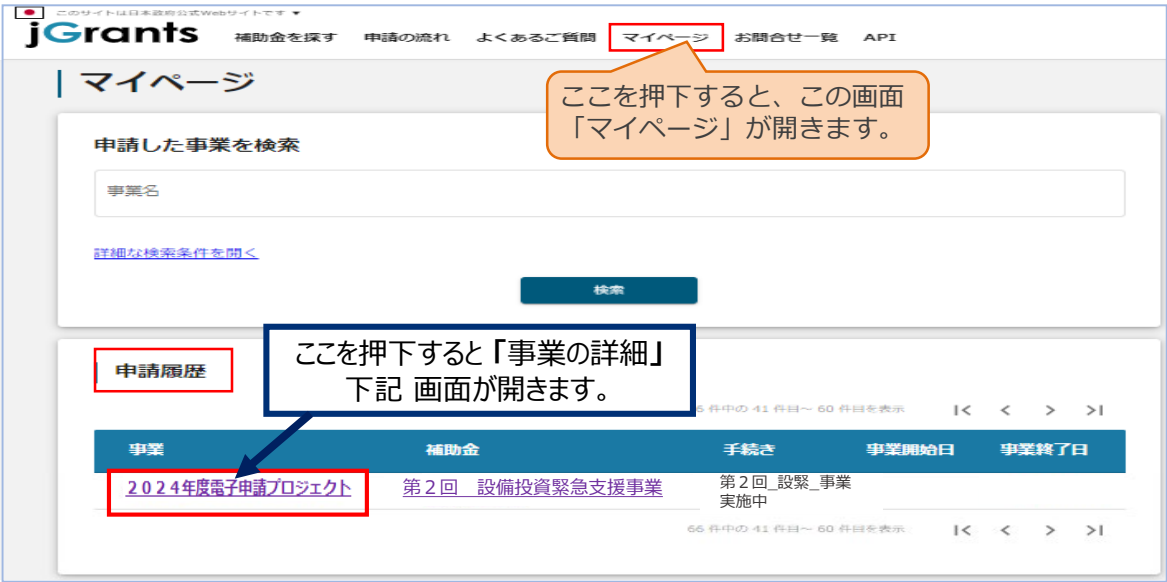 このサイトは日本政府公式Webサイトです ▼
jGrants 補助金を探す 申請の流れ よくあるご質問 マイページ お問合せ一覧 API
マイページ
ここを押下すると、この画面
「マイページ」が開きます。
申請した事業を検索
事業名
詳細な検索条件を開く
検索
ここを押下すると「事業の詳細」
下記 画面が開きます。
申請履歴
6 件中の 41 件目~ 60 件目を表示 |< < > >|
事業 補助金 手続き 事業開始日 事業終了日
2024年度電子申請プロジェクト 第2回 設備投資緊急支援事業 第2回_設緊_事業
実施中
66 件中の 41 件目~ 60 件目を表示 |< < > >|